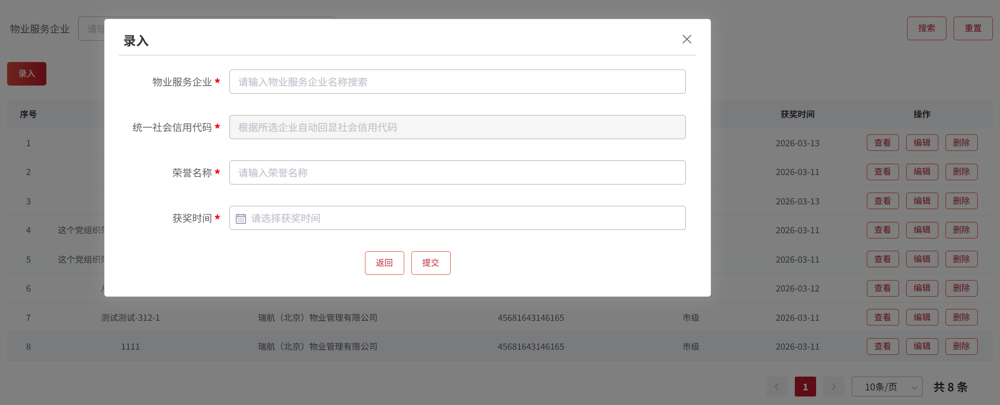 物业服务企业 请输
搜索 重置
录入
录入
物业服务企业 * 请输入物业服务企业名称搜索
统一社会信用代码 * 根据所选企业自动回显社会信用代码
荣誉名称 * 请输入荣誉名称
获奖时间 * 请选择获奖时间
返回 提交
序号 获奖时间 操作
1 2026-03-13 查看 编辑 删除
2 2026-03-11 查看 编辑 删除
3 2026-03-13 查看 编辑 删除
4 这个党组织 2026-03-11 查看 编辑 删除
5 这个党组织 2026-03-11 查看 编辑 删除
6 2026-03-12 查看 编辑 删除
7 测试测试-312-1 瑞航（北京）物业管理有限公司 45681643146165 市级 2026-03-11 查看 编辑 删除
8 1111 瑞航（北京）物业管理有限公司 45681643146165 市级 2026-03-11 查看 编辑 删除
1 10条/页 共 8 条